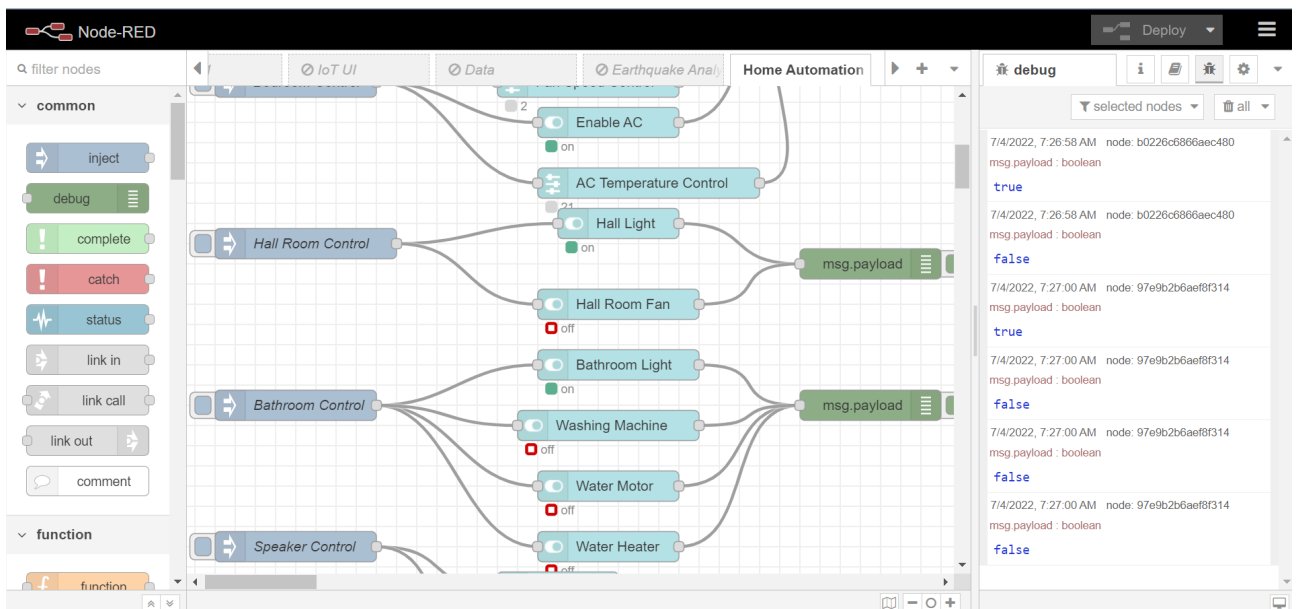 Node-RED
Deploy
filter nodes
IoT UI
Data
Earthquake Analy
Home Automation
debug
selected nodes
all
common
inject
debug
complete
catch
status
link in
link call
link out
comment
function
function
2
Enable AC
on
AC Temperature Control
21
Hall Room Control
Hall Light
on
msg.payload
Hall Room Fan
off
Bathroom Light
on
Bathroom Control
msg.payload
Washing Machine
off
Water Motor
off
Speaker Control
Water Heater
off
7/4/2022, 7:26:58 AM node: b0226c6866aec480
msg.payload : boolean
true
7/4/2022, 7:26:58 AM node: b0226c6866aec480
msg.payload : boolean
false
7/4/2022, 7:27:00 AM node: 97e9b2b6aef8f314
msg.payload : boolean
true
7/4/2022, 7:27:00 AM node: 97e9b2b6aef8f314
msg.payload : boolean
false
7/4/2022, 7:27:00 AM node: 97e9b2b6aef8f314
msg.payload : boolean
false
7/4/2022, 7:27:00 AM node: 97e9b2b6aef8f314
msg.payload : boolean
false